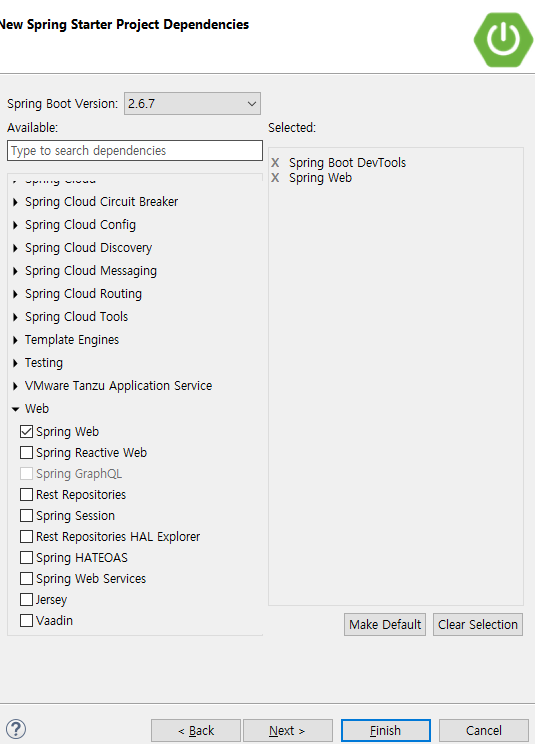 New Spring Starter Project Dependencies
Spring Boot Version: 2.6.7
Available:
Selected:
Type to search dependencies
X Spring Boot DevTools
X Spring Web
Spring Cloud
Spring Cloud Circuit Breaker
Spring Cloud Config
Spring Cloud Discovery
Spring Cloud Messaging
Spring Cloud Routing
Spring Cloud Tools
Template Engines
Testing
VMware Tanzu Application Service
Web
Spring Web
Spring Reactive Web
Spring GraphQL
Rest Repositories
Spring Session
Rest Repositories HAL Explorer
Spring HATEOAS
Spring Web Services
Jersey
Vaadin
Make Default Clear Selection
? < Back Next > Finish Cancel